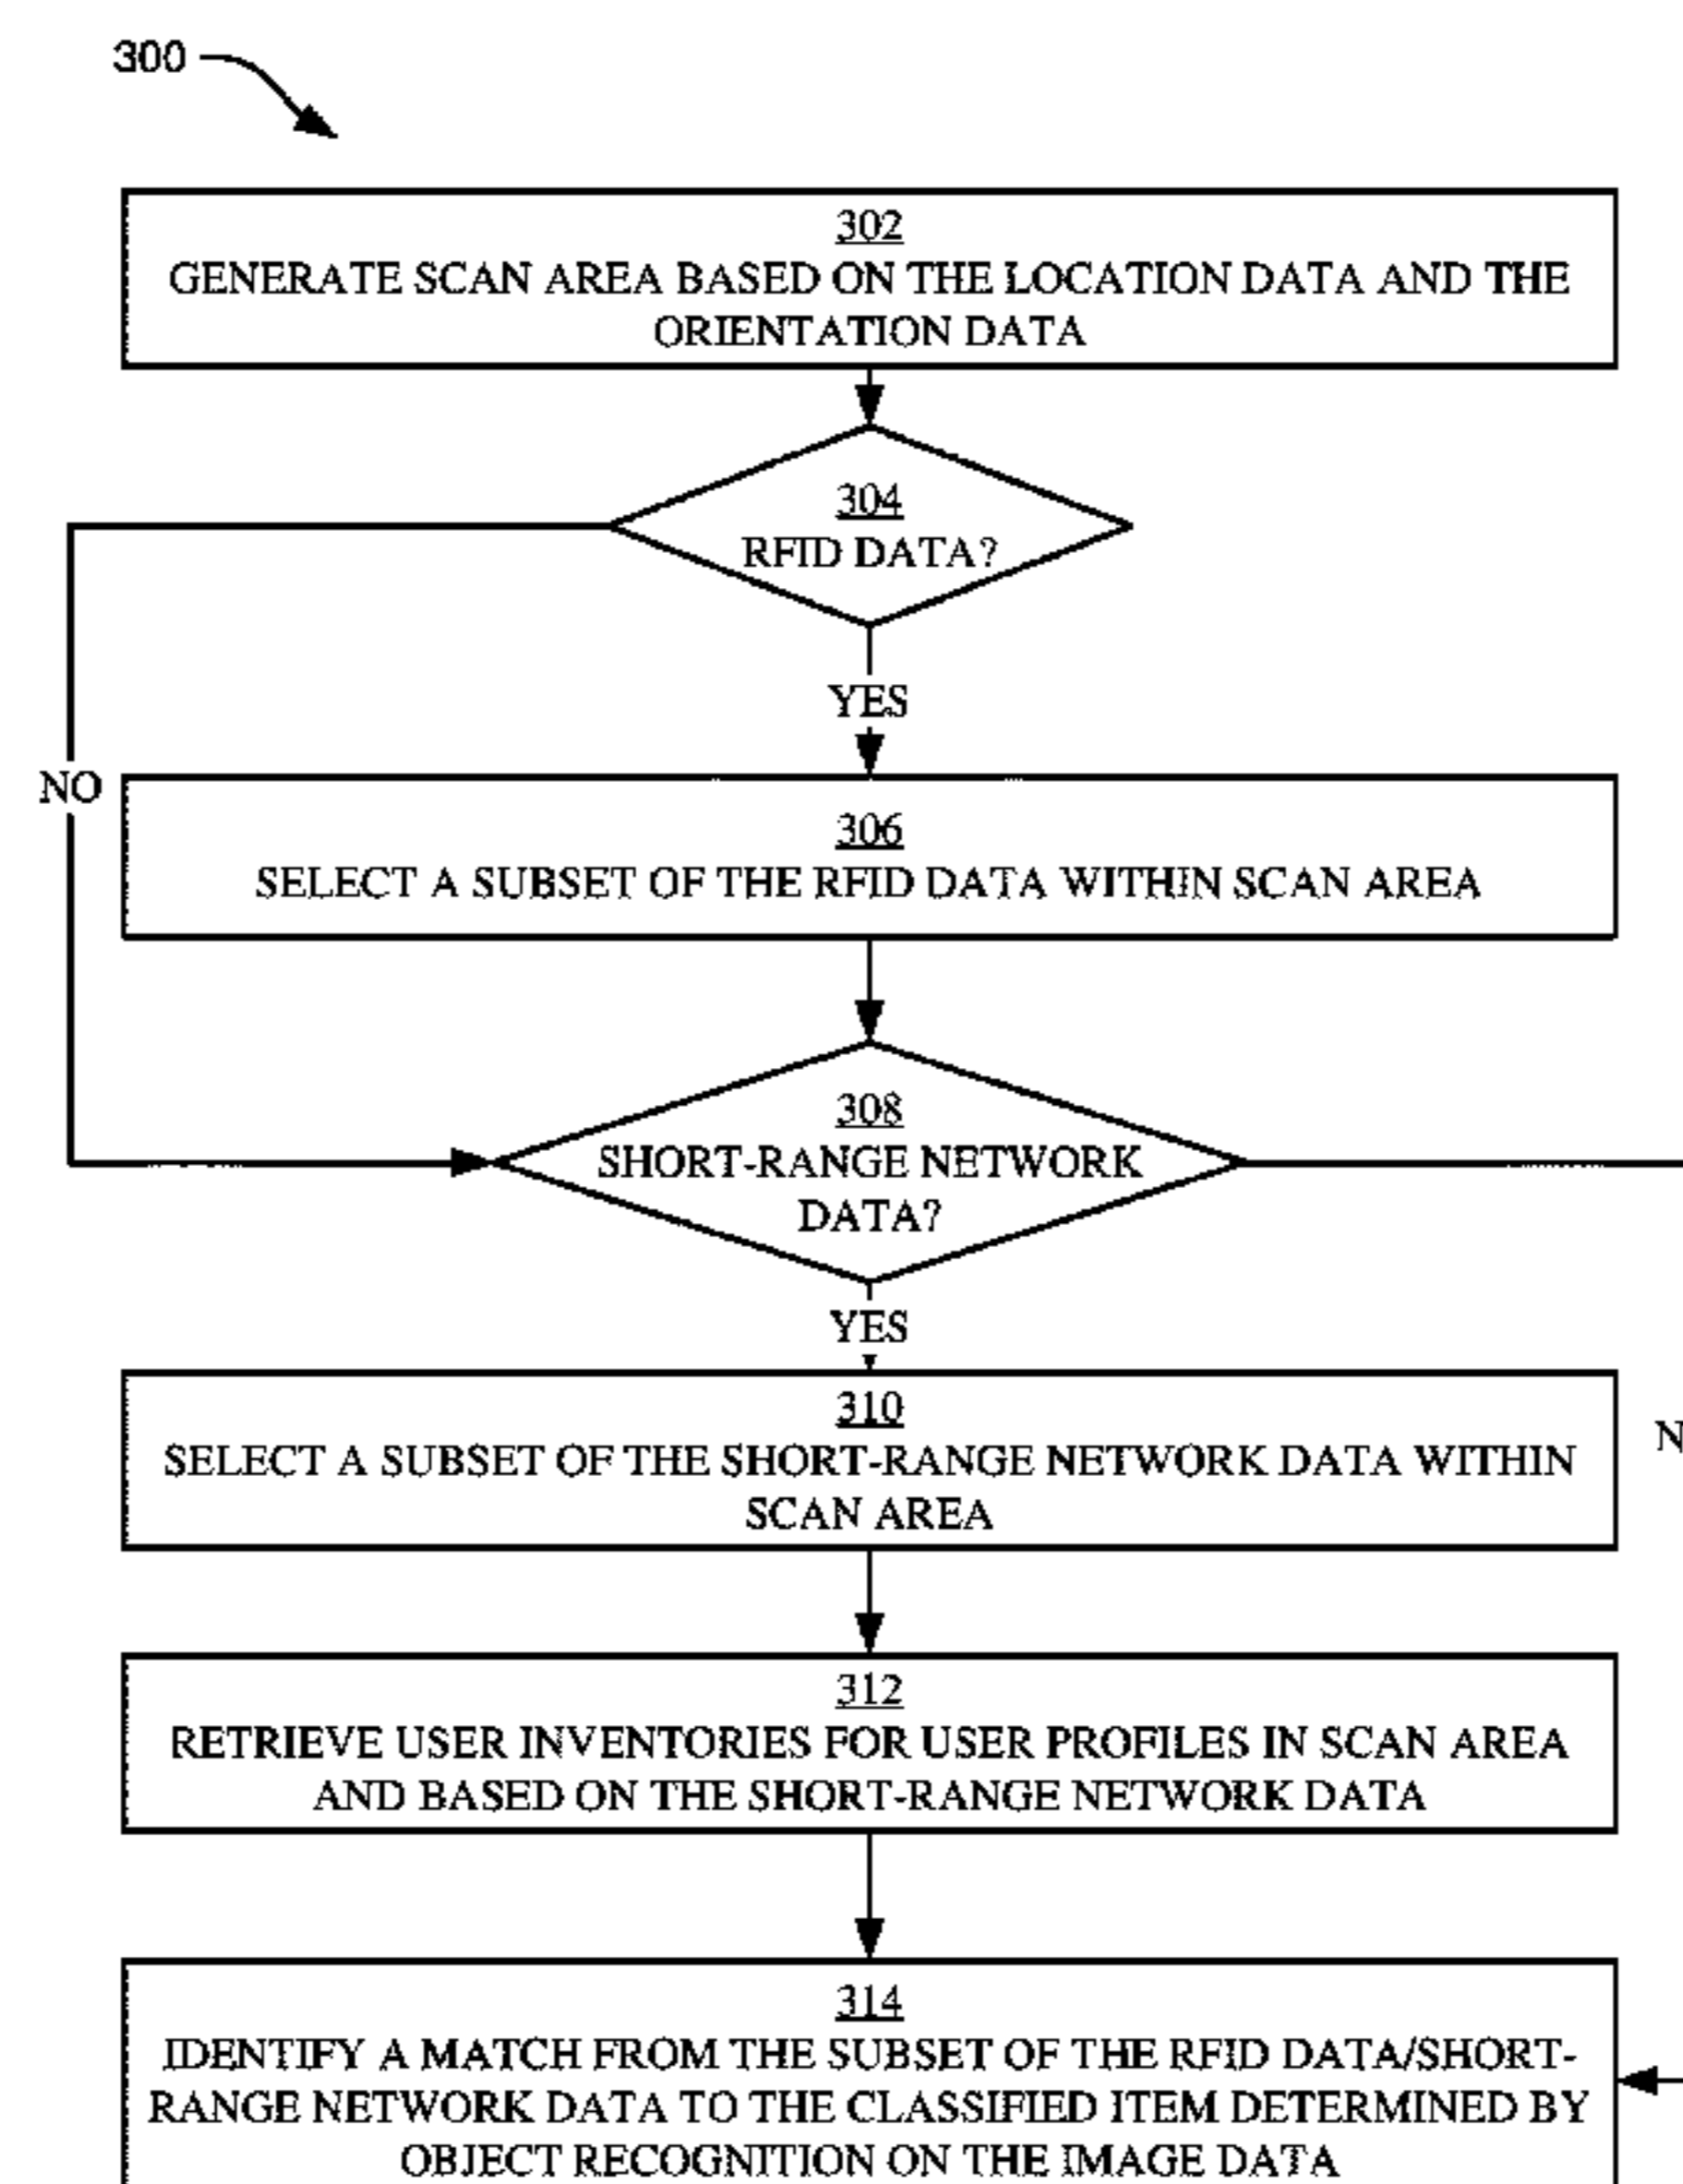 300
302
GENERATE SCAN AREA BASED ON THE LOCATION DATA AND THE
ORIENTATION DATA
304
RFID DATA?
YES
NO
306
SELECT A SUBSET OF THE RFID DATA WITHIN SCAN AREA
308
SHORT-RANGE NETWORK
DATA?
YES
310
SELECT A SUBSET OF THE SHORT-RANGE NETWORK DATA WITHIN
SCAN AREA
N
312
RETRIEVE USER INVENTORIES FOR USER PROFILES IN SCAN AREA
AND BASED ON THE SHORT-RANGE NETWORK DATA
314
IDENTIFY A MATCH FROM THE SUBSET OF THE RFID DATA/SHORT-
RANGE NETWORK DATA TO THE CLASSIFIED ITEM DETERMINED BY
OBJECT RECOGNITION ON THE IMAGE DATA